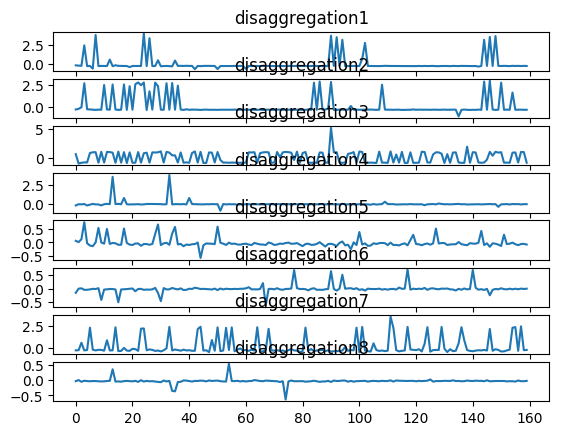 disaggregation1
2.5
0.0
disaggregation2
2.5
0.0
disaggregation3
5
0
disaggregation4
2.5
0.0
disaggregation5
0.5
0.0
−0.5
disaggregation6
0.5
0.0
−0.5
disaggregation7
2.5
0.0
disaggregation8
0.5
0.0
−0.5
0 20 40 60 80 100 120 140 160